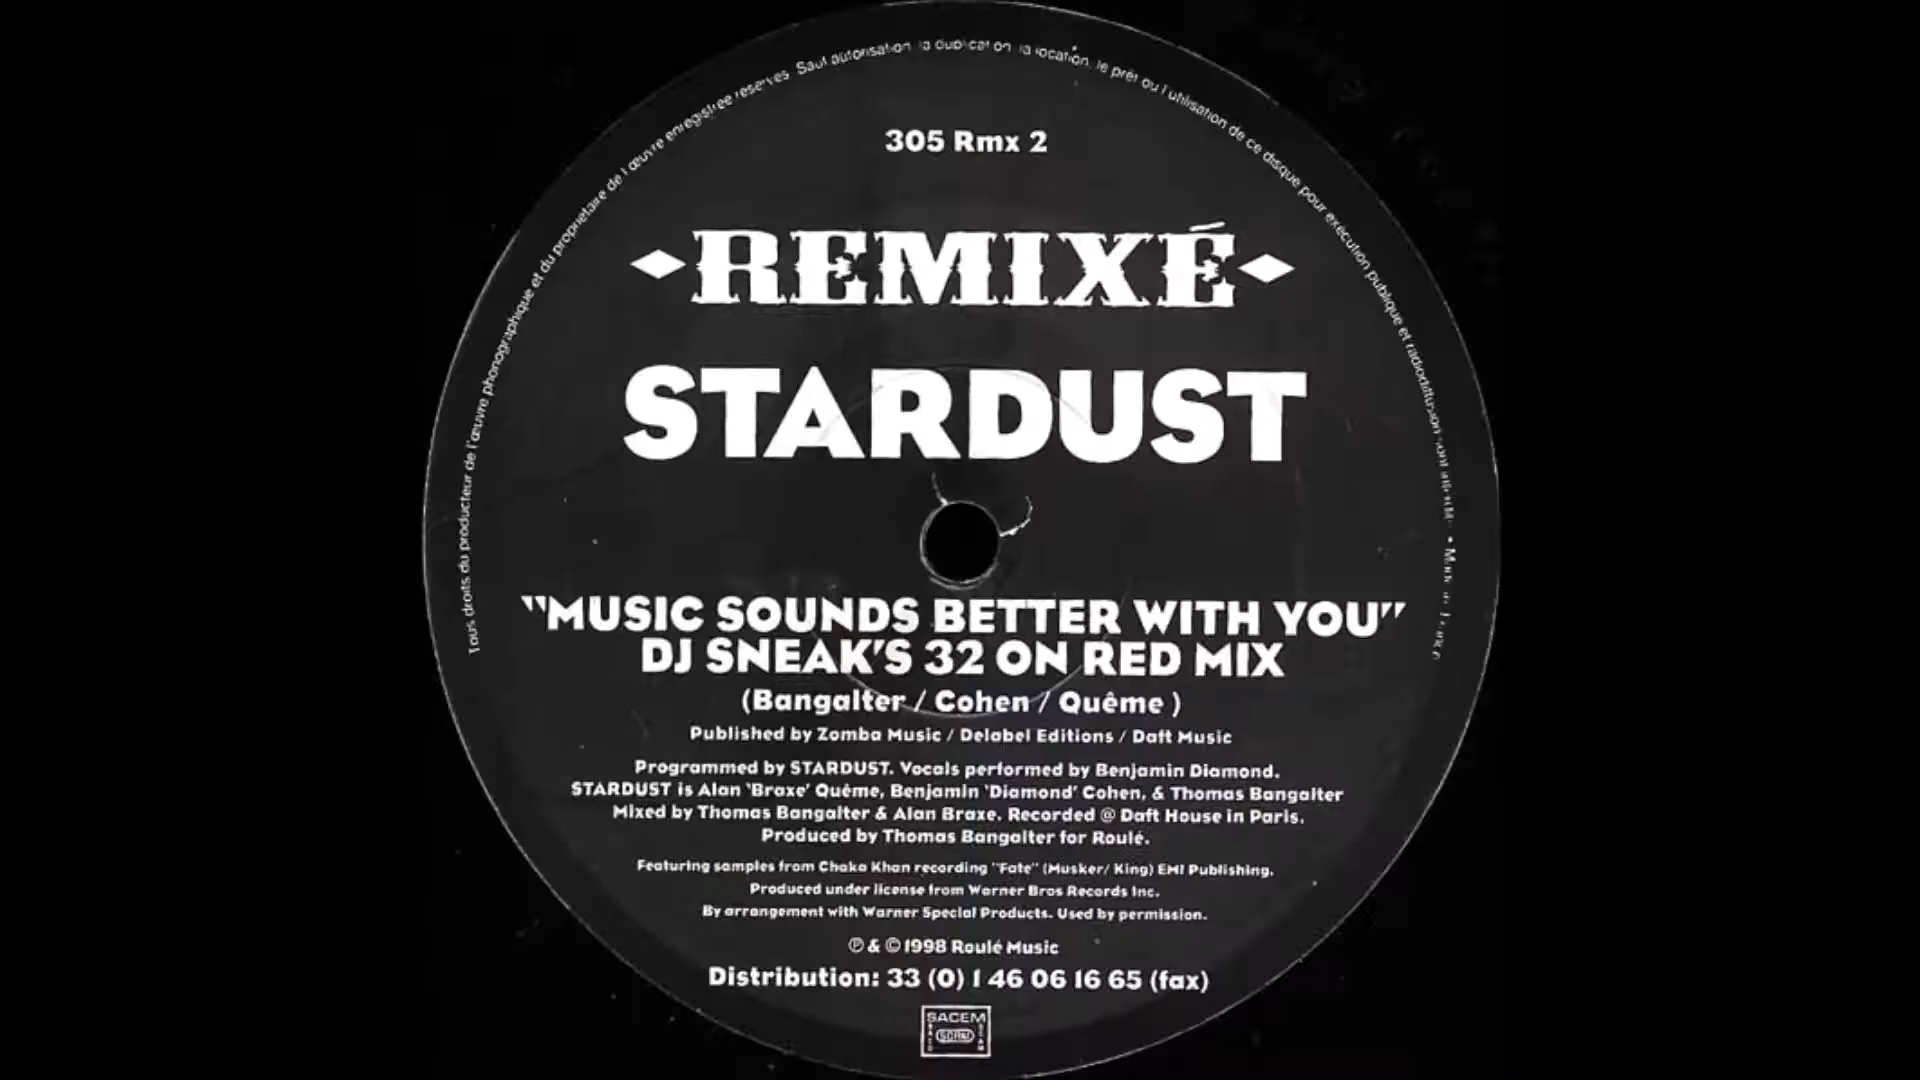 Tous droits du producteur de l'œuvre phonographique et du propriétaire de l'œuvre enregistrée réservés. Sauf autorisation la duplication, la location, le prêt ou l'utilisation de ce disque pour exécution publique et radiodiffusion sont
305 Rmx 2
REMIXÉ
STARDUST
"MUSIC SOUNDS BETTER WITH YOU"
DJ SNEAK'S 32 ON RED MIX
(Bangalter / Cohen / Quême )
Published by Zomba Music / Delabel Editions / Daft Music
Programmed by STARDUST. Vocals performed by Benjamin Diamond.
STARDUST is Alan 'Braxe' Quême, Benjamin 'Diamond' Cohen, & Thomas Bangalter
Mixed by Thomas Bangalter & Alan Braxe. Recorded @ Daft House in Paris.
Produced by Thomas Bangalter for Roulé.
Featuring samples from Chaka Khan recording "Fate" (Musker/ King) EMI Publishing.
Produced under license from Warner Bros Records Inc.
By arrangement with Warner Special Products. Used by permission.
℗ & © 1998 Roulé Music
Distribution: 33 (0) 1 46 06 16 65 (fax)
SACEM